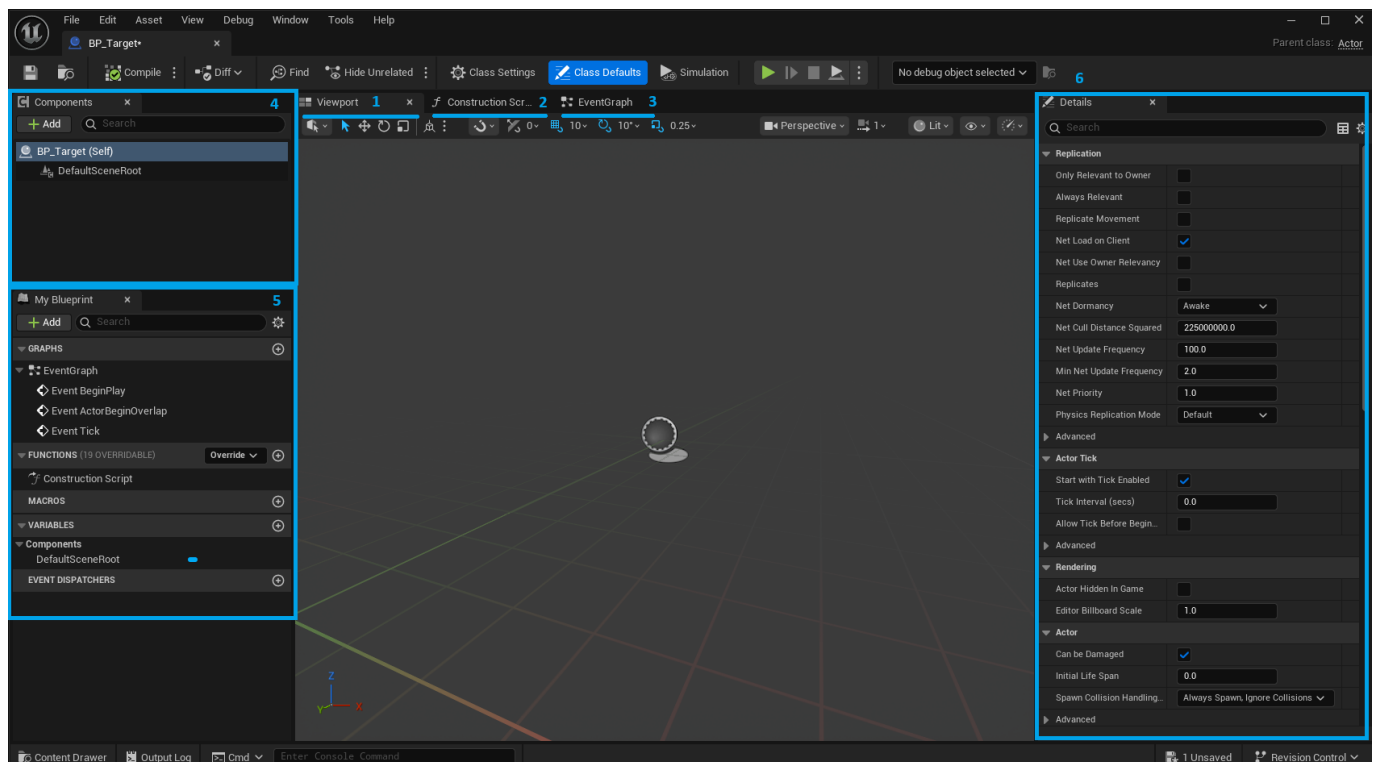 File Edit Asset View Debug Window Tools Help
BP_Target•
Parent class: Actor
Compile Diff Find Hide Unrelated Class Settings Class Defaults Simulation No debug object selected 6
Components 4
Add Search
BP_Target (Self)
DefaultSceneRoot
My Blueprint 5
Add Search
GRAPHS
EventGraph
Event BeginPlay
Event ActorBeginOverlap
Event Tick
FUNCTIONS (19 OVERRIDABLE) Override
Construction Script
MACROS
VARIABLES
Components
DefaultSceneRoot
EVENT DISPATCHERS
Viewport 1 Construction Scr... 2 EventGraph 3
0 10 10° 0.25 Perspective 1 Lit
Z
Y X
Details
Search
Replication
Only Relevant to Owner
Always Relevant
Replicate Movement
Net Load on Client
Net Use Owner Relevancy
Replicates
Net Dormancy Awake
Net Cull Distance Squared 225000000.0
Net Update Frequency 100.0
Min Net Update Frequency 2.0
Net Priority 1.0
Physics Replication Mode Default
Advanced
Actor Tick
Start with Tick Enabled
Tick Interval (secs) 0.0
Allow Tick Before Begin...
Advanced
Rendering
Actor Hidden In Game
Editor Billboard Scale 1.0
Actor
Can be Damaged
Initial Life Span 0.0
Spawn Collision Handling... Always Spawn, Ignore Collisions
Advanced
Content Drawer Output Log Cmd Enter Console Command 1 Unsaved Revision Control